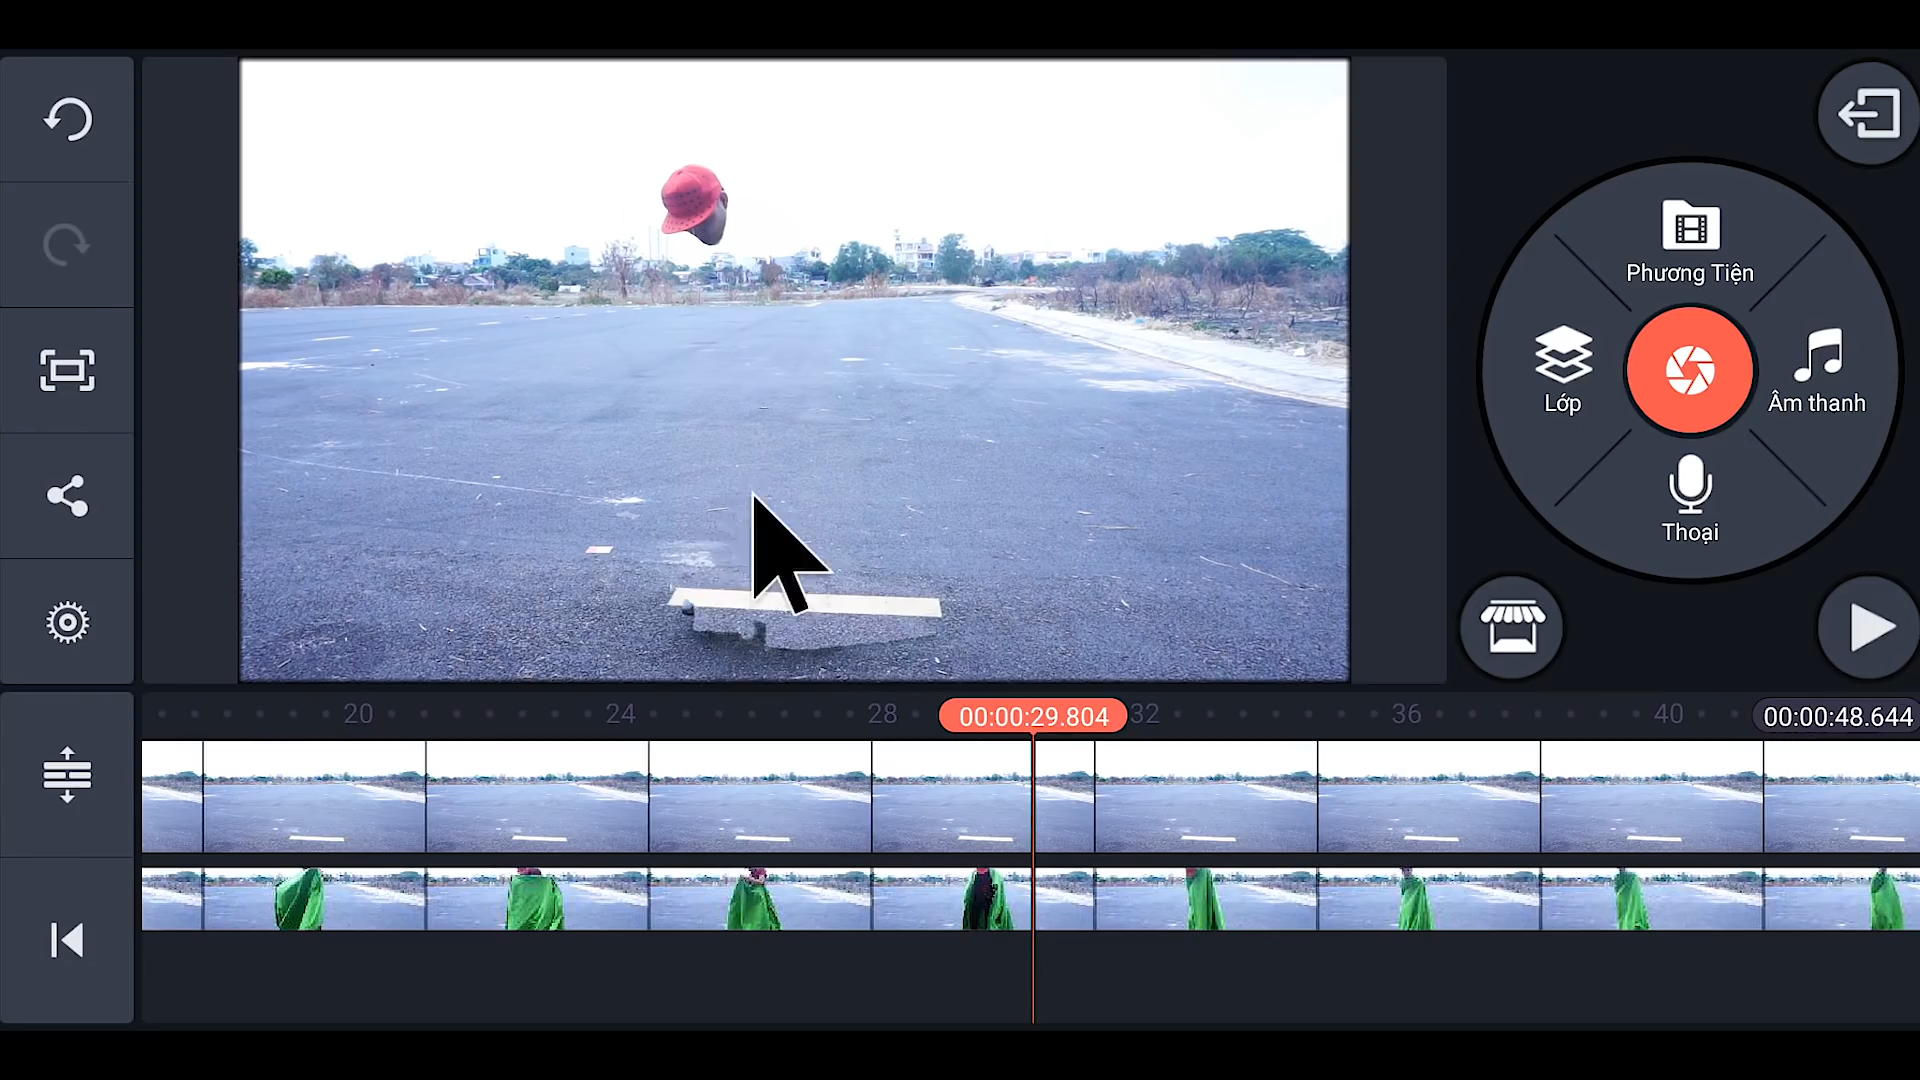 Phương Tiện
Lớp
Âm thanh
Thoại
20
24
28
00:00:29.804
32
36
40
00:00:48.644